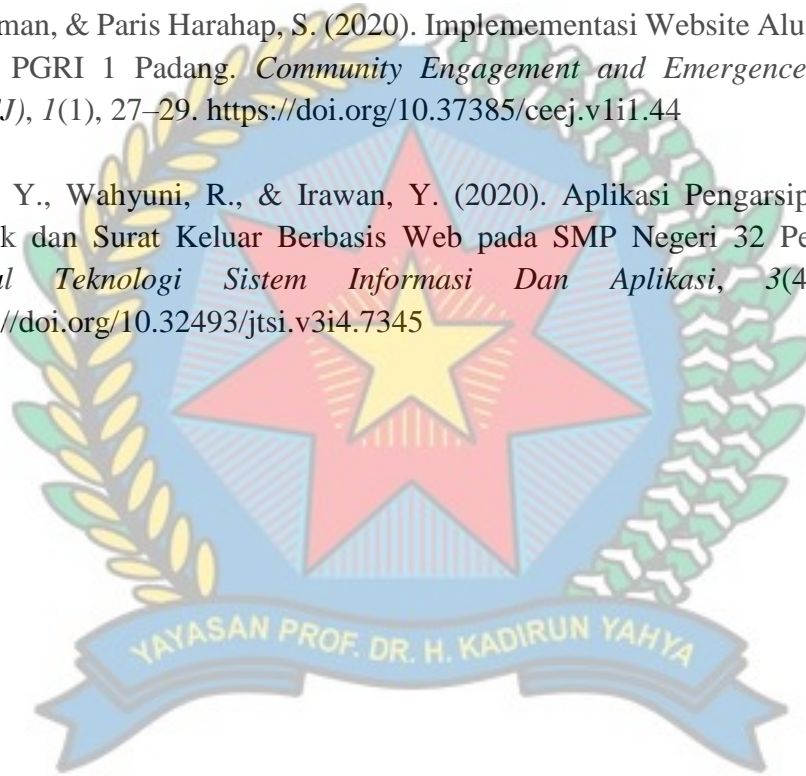 man, & Paris Harahap, S. (2020). Implemementasi Website Alu
PGRI 1 Padang. Community Engagement and Emergence
J), 1(1), 27–29. https://doi.org/10.37385/ceej.v1i1.44
Y., Wahyuni, R., & Irawan, Y. (2020). Aplikasi Pengarsip
k dan Surat Keluar Berbasis Web pada SMP Negeri 32 Pe
l Teknologi Sistem Informasi Dan Aplikasi, 3(4
//doi.org/10.32493/jtsi.v3i4.7345
YAYASAN PROF. DR. H. KADIRUN YAHYA